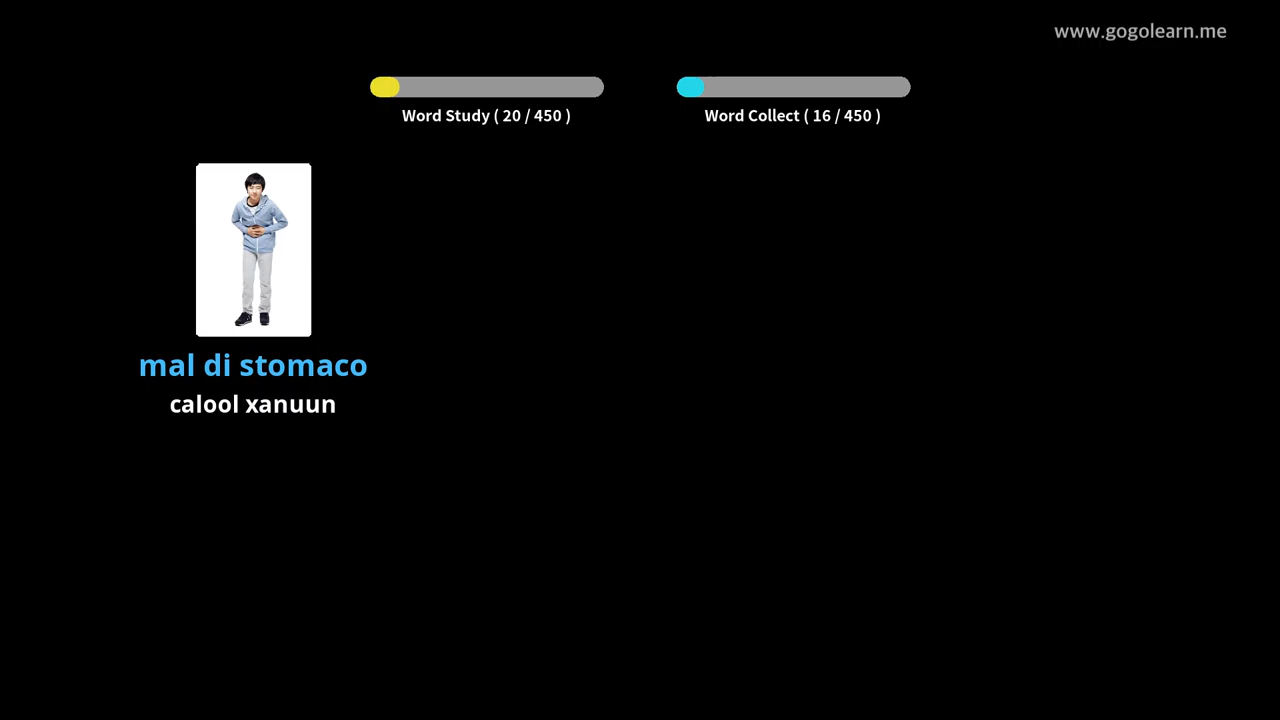 www.gogolearn.me
Word Study ( 20 / 450 )
Word Collect ( 16 / 450 )
mal di stomaco
calool xanuun